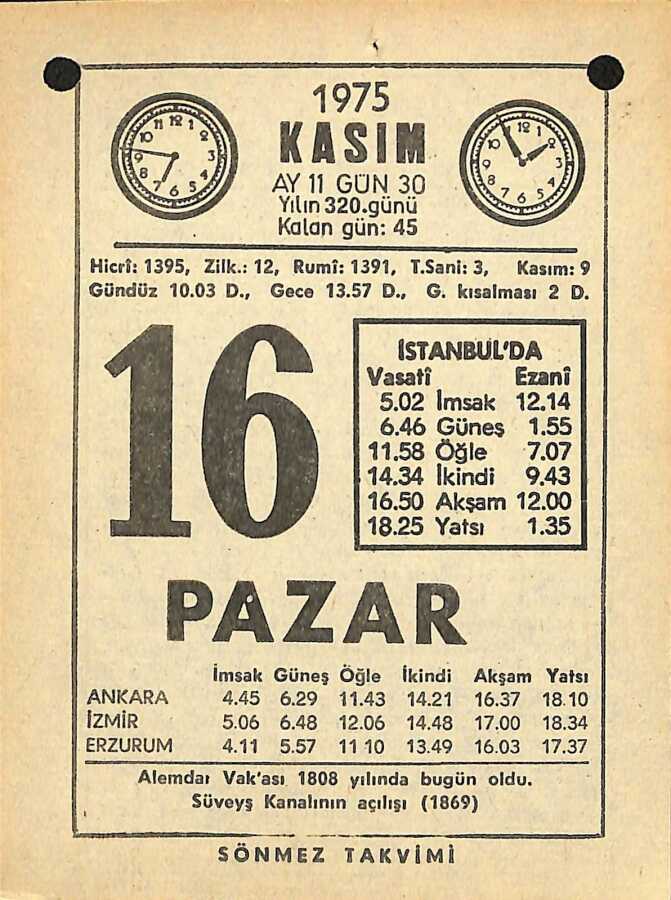 1975
KASIM
AY 11 GÜN 30
Yılın 320.günü
Kalan gün: 45
Hicrî: 1395, Zilk.: 12, Rumî: 1391, T.Sani: 3, Kasım: 9
Gündüz 10.03 D., Gece 13.57 D., G. kısalması 2 D.
16
İSTANBUL'DA
Vasatî Ezanî
5.02 İmsak 12.14
6.46 Güneş 1.55
11.58 Öğle 7.07
14.34 İkindi 9.43
16.50 Akşam 12.00
18.25 Yatsı 1.35
PAZAR
İmsak Güneş Öğle İkindi Akşam Yatsı
ANKARA 4.45 6.29 11.43 14.21 16.37 18.10
İZMİR 5.06 6.48 12.06 14.48 17.00 18.34
ERZURUM 4.11 5.57 11 10 13.49 16.03 17.37
Alemdar Vak'ası 1808 yılında bugün oldu.
Süveyş Kanalının açılışı (1869)
SÖNMEZ TAKVİMİ